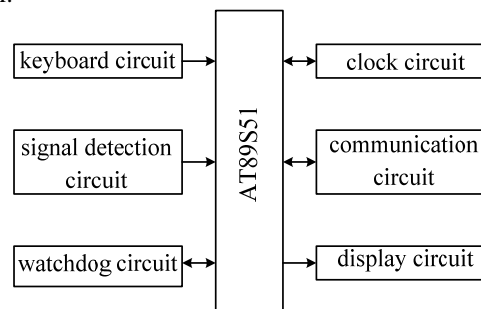 keyboard circuit
signal detection
circuit
watchdog circuit
AT89S51
clock circuit
communication
circuit
display circuit